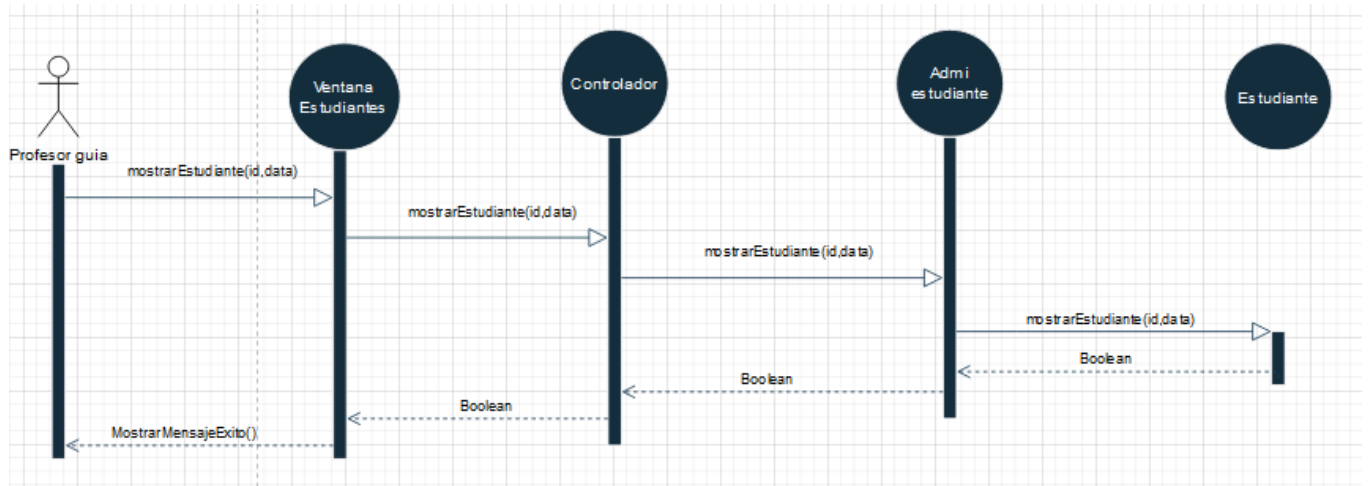 Profesor guia
Ventana
Estudiantes
Controlador
Admi
estudiante
Estudiante
mostrarEstudiante(id,data)
mostrarEstudiante(id,data)
mostrarEstudiante(id,data)
mostrarEstudiante(id,data)
Boolean
Boolean
Boolean
MostrarMensajeExito()